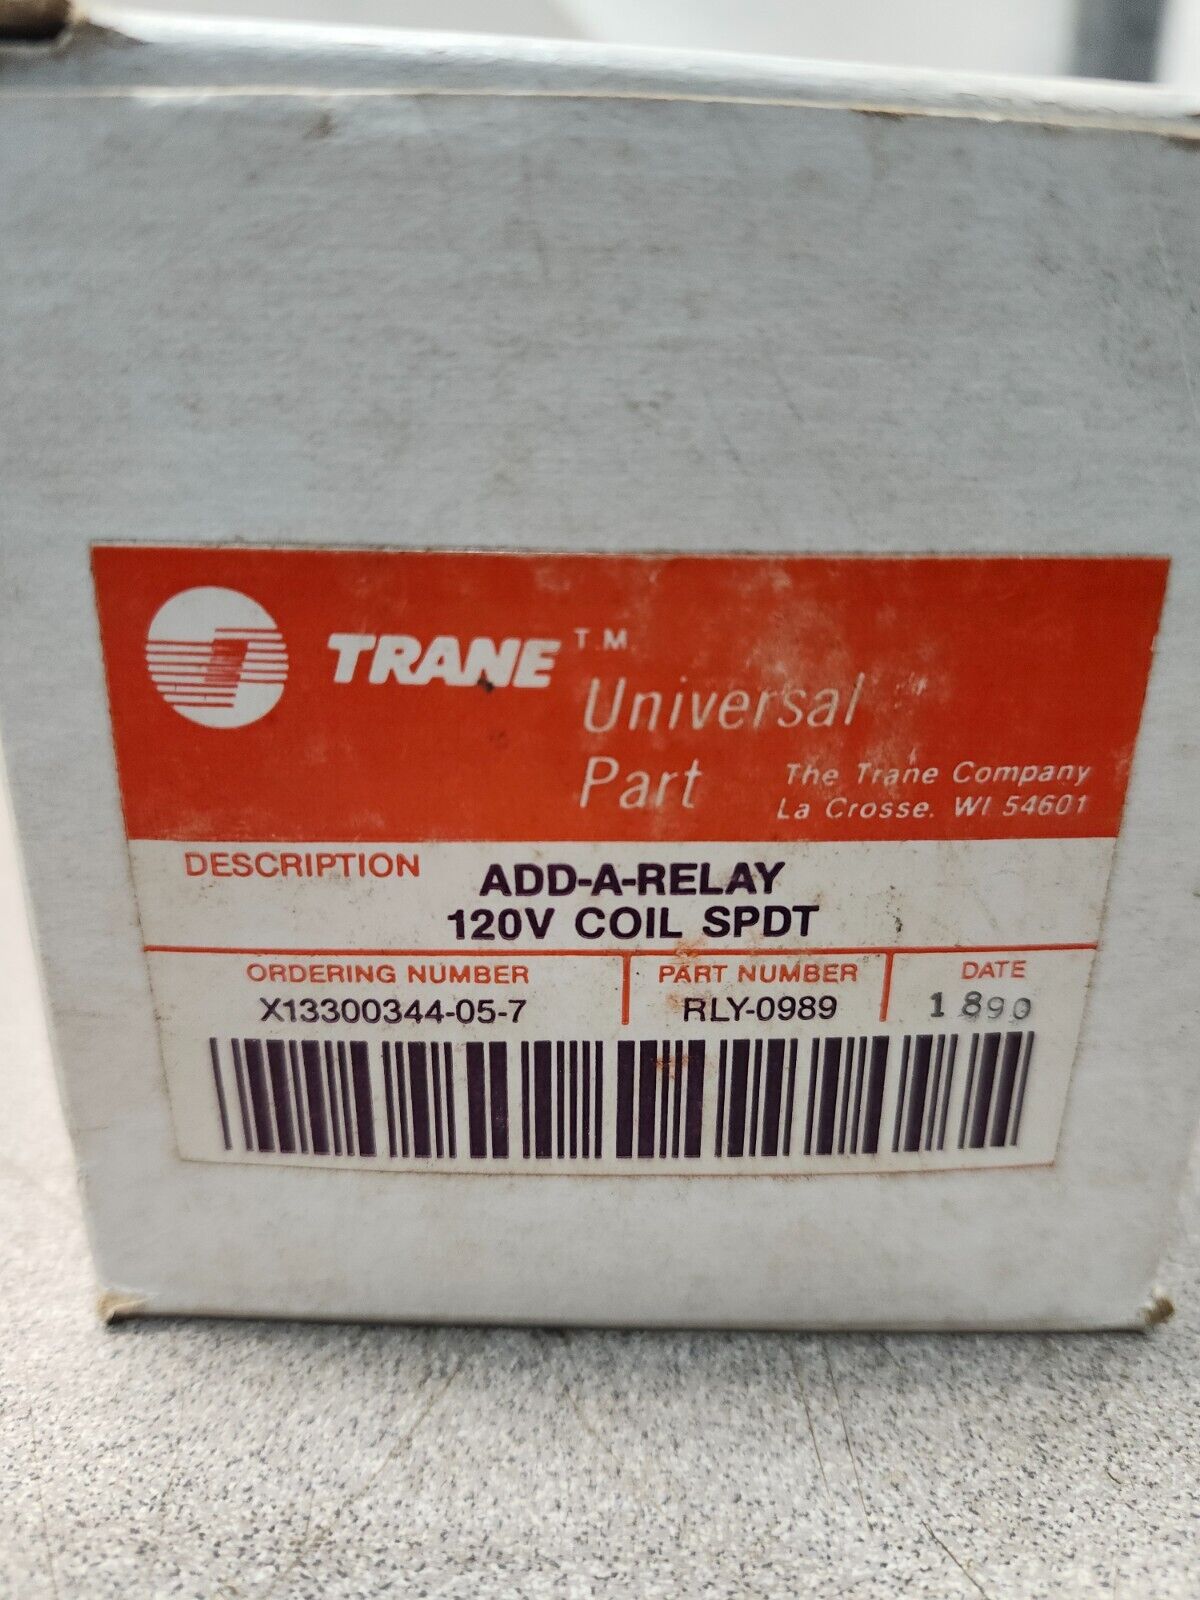 TRANE T.M.
Universal
Part
The Trane Company
La Crosse. WI 54601
DESCRIPTION ADD-A-RELAY
120V COIL SPDT
ORDERING NUMBER PART NUMBER DATE
X13300344-05-7 RLY-0989 1890